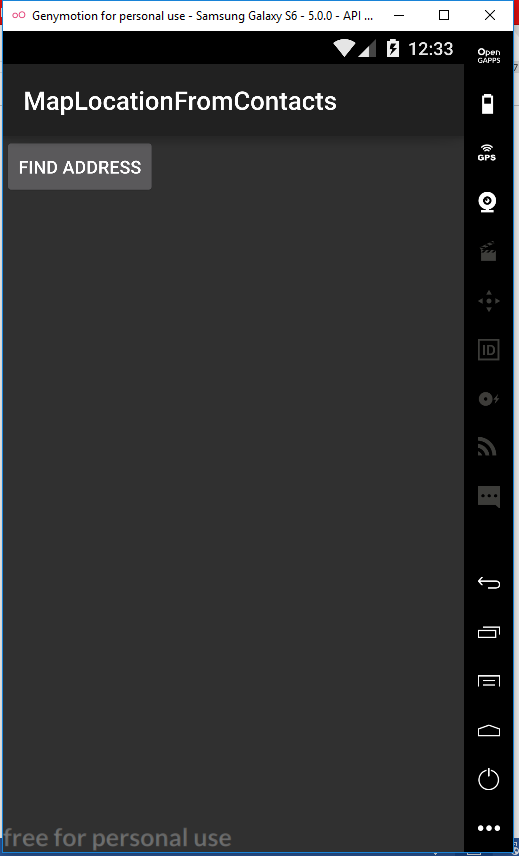 Genymotion for personal use - Samsung Galaxy S6 - 5.0.0 - API ...
12:33
Open
GAPPS
MapLocationFromContacts
GPS
FIND ADDRESS
ID
free for personal use